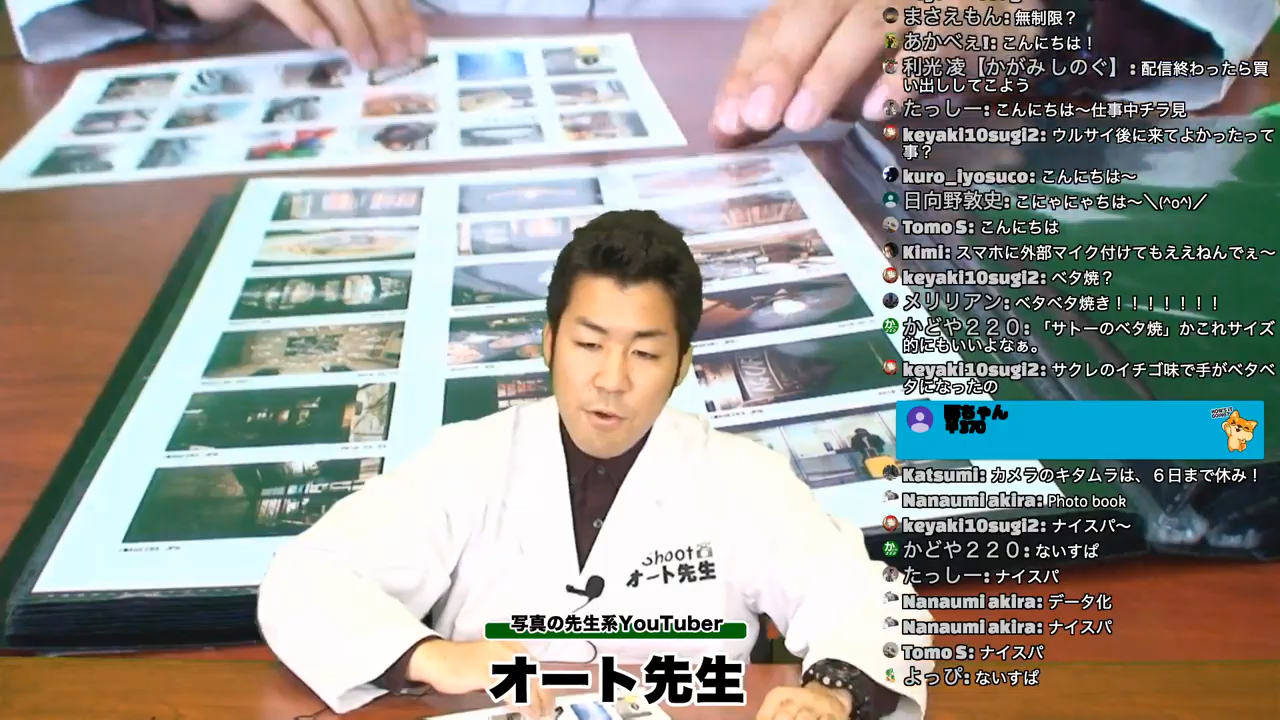 まさえもん: 無制限？
あかべぇ!: こんにちは！
利光 凌【かがみ しのぐ】: 配信終わったら買
い出ししてこよう
たっしー: こんにちは〜仕事中チラ見
keyaki10sugi2: ウルサイ後に来てよかったって
事？
kuro_iyosuco: こんにちは〜
日向野敦史: こにゃにゃちは〜＼(^o^)／
Tomo S: こんにちは
Kimi: スマホに外部マイク付けてもええねんでぇ〜
keyaki10sugi2: ベタ焼？
メリリアン: ベタベタ焼き！！！！！！！
かどや２２０: 「サトーのベタ焼」かこれサイズ
的にもいいよなぁ。
keyaki10sugi2: サクレのイチゴ味で手がベタベ
タになったの
Katsumi: カメラのキタムラは、６日まで休み！
Nanaumi akira: Photo book
keyaki10sugi2: ナイスパ〜
かどや２２０: ないすぱ
たっしー: ナイスパ
Nanaumi akira: データ化
Nanaumi akira: ナイスパ
Tomo S: ナイスパ
よっぴ: ないすぱ
Shoot
オート先生
写真の先生系YouTuber
オート先生